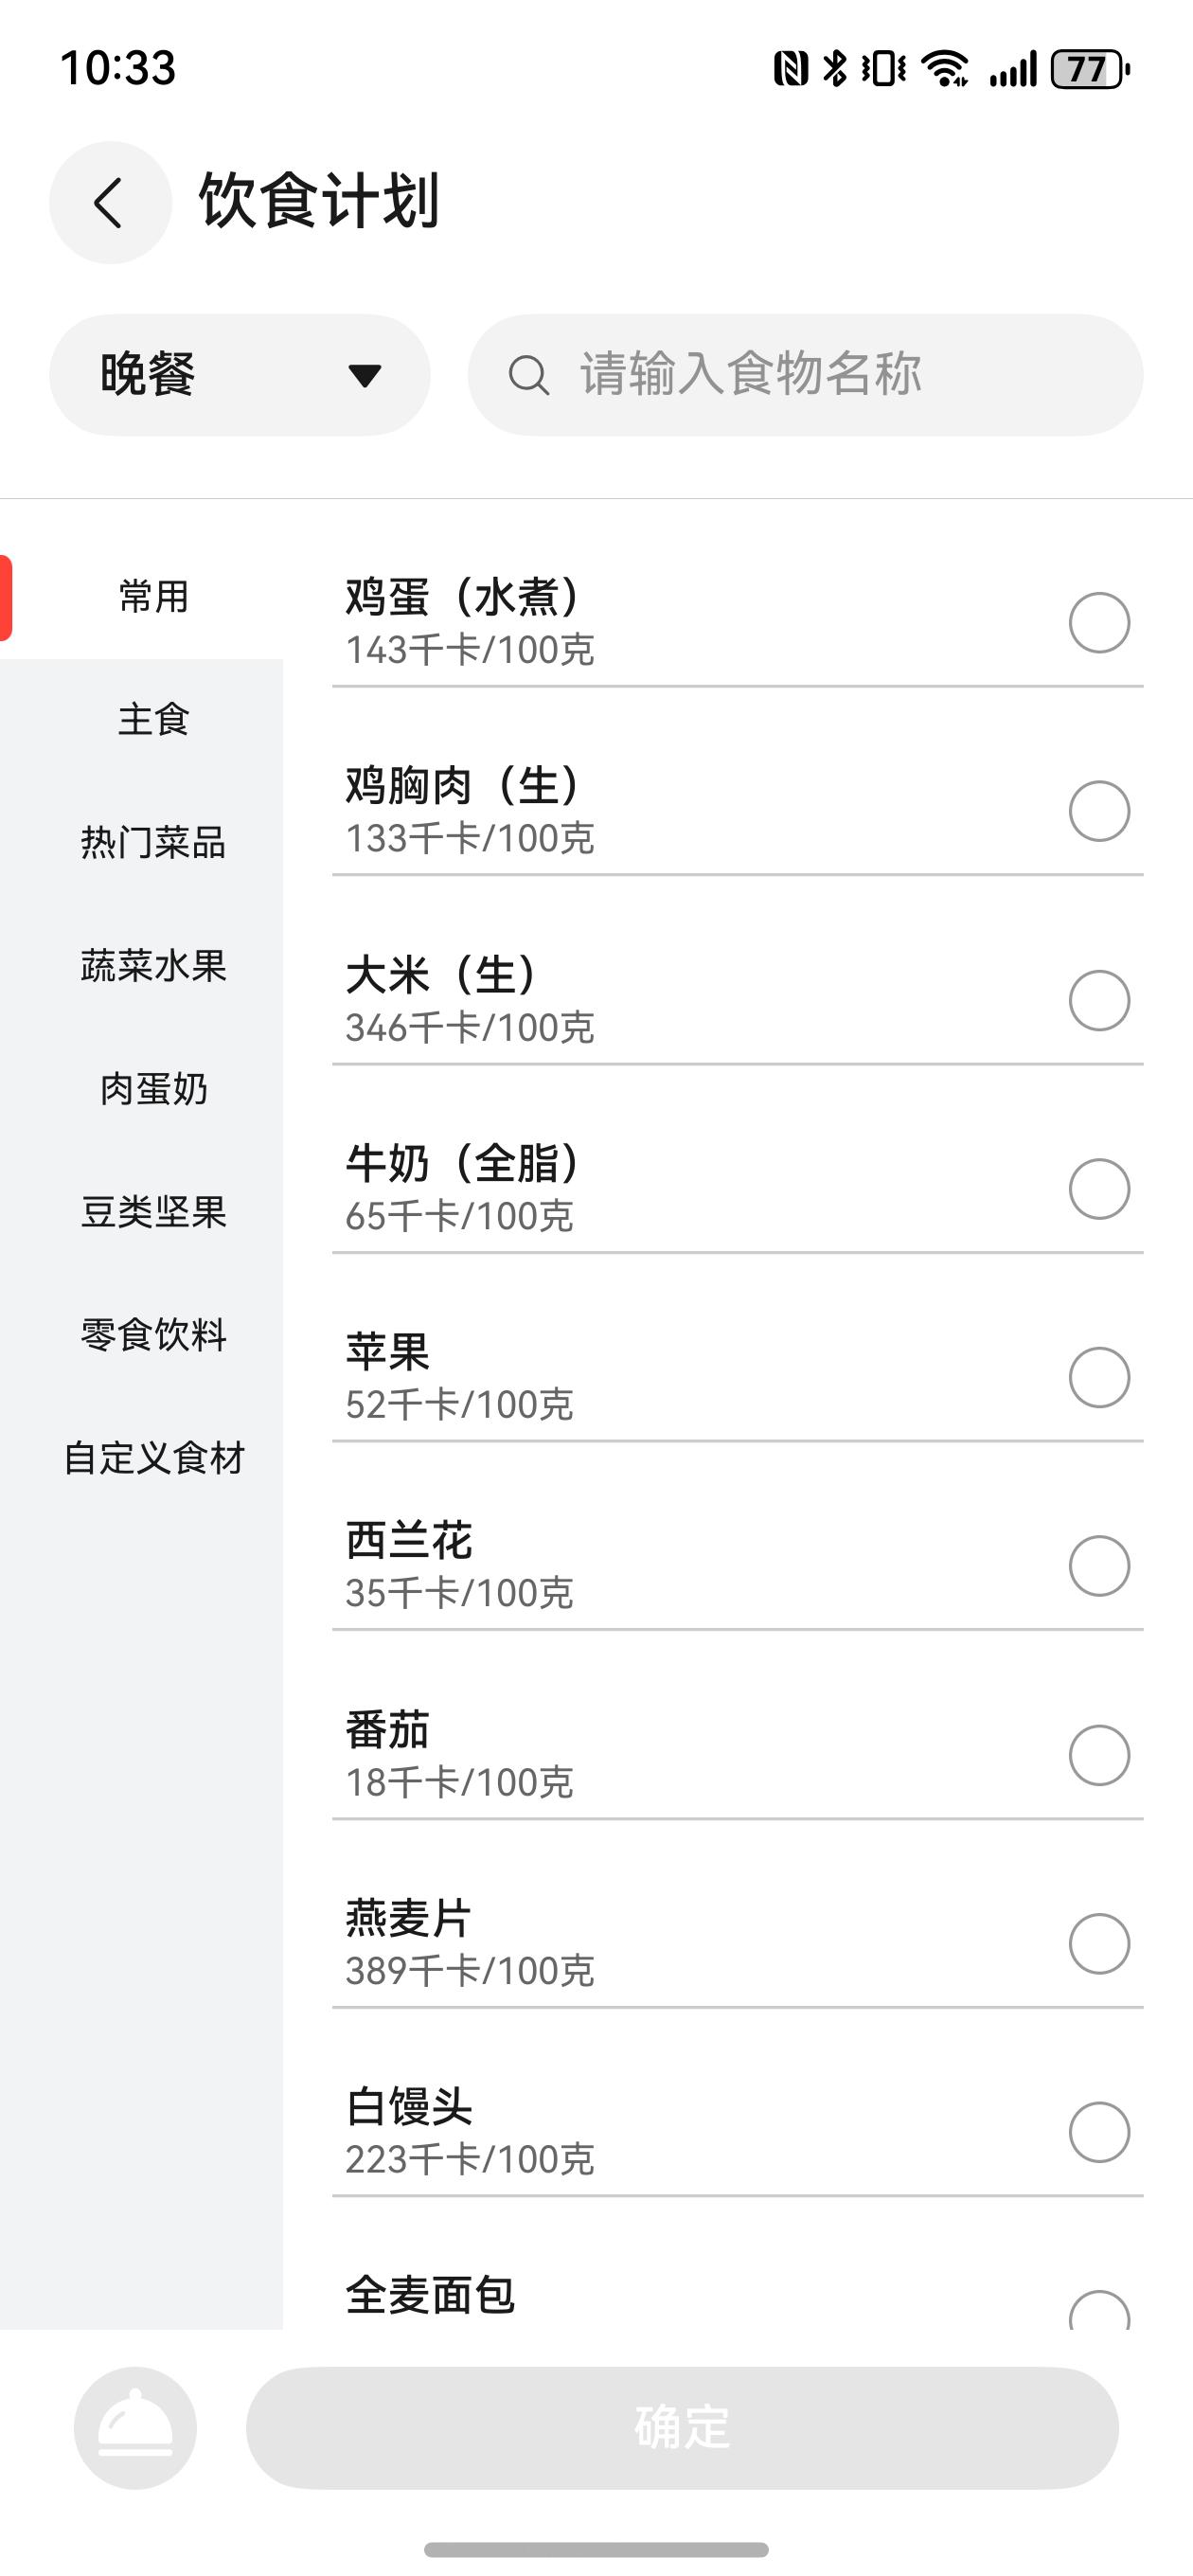 10:33
77
饮食计划
晚餐
请输入食物名称
常用
主食
热门菜品
蔬菜水果
肉蛋奶
豆类坚果
零食饮料
自定义食材
鸡蛋（水煮）
143千卡/100克
鸡胸肉（生）
133千卡/100克
大米（生）
346千卡/100克
牛奶（全脂）
65千卡/100克
苹果
52千卡/100克
西兰花
35千卡/100克
番茄
18千卡/100克
燕麦片
389千卡/100克
白馒头
223千卡/100克
全麦面包
确定